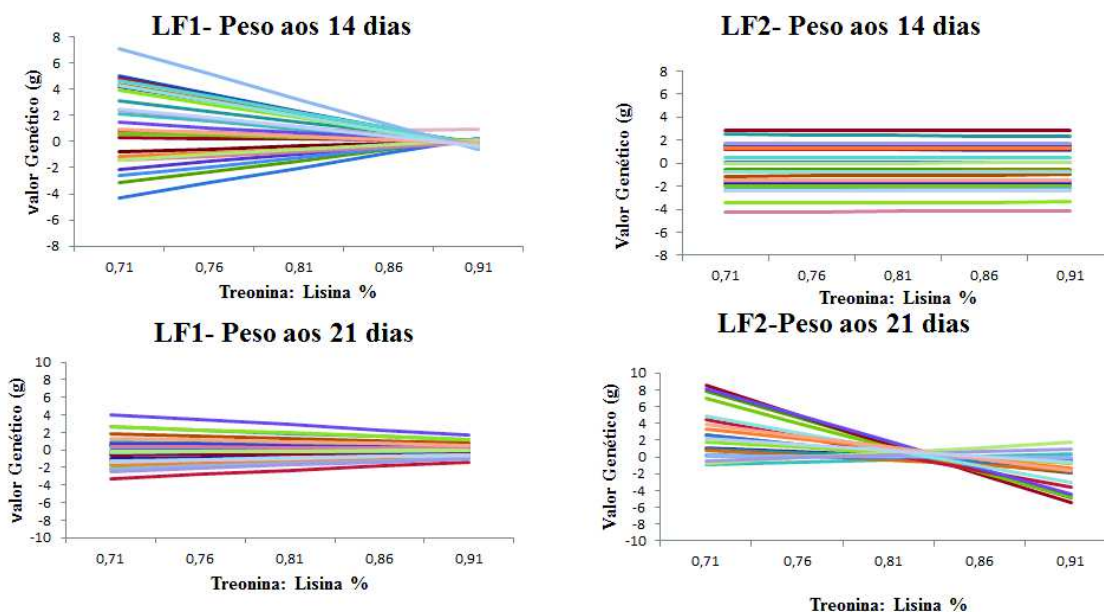 LF1- Peso aos 14 dias
Valor Genético (g)
8
6
4
2
0
-2
-4
-6
-8
0,71 0,76 0,81 0,86 0,91
Treonina: Lisina %
LF2- Peso aos 14 dias
Valor Genético (g)
8
6
4
2
0
-2
-4
-6
-8
0,71 0,76 0,81 0,86 0,91
Treonina: Lisina %
LF1- Peso aos 21 dias
Valor Genético (g)
10
8
6
4
2
0
-2
-4
-6
-8
-10
0,71 0,76 0,81 0,86 0,91
Treonina: Lisina %
LF2-Peso aos 21 dias
Valor Genético (g)
10
8
6
4
2
0
-2
-4
-6
-8
-10
0,71 0,76 0,81 0,86 0,91
Treonina: Lisina %